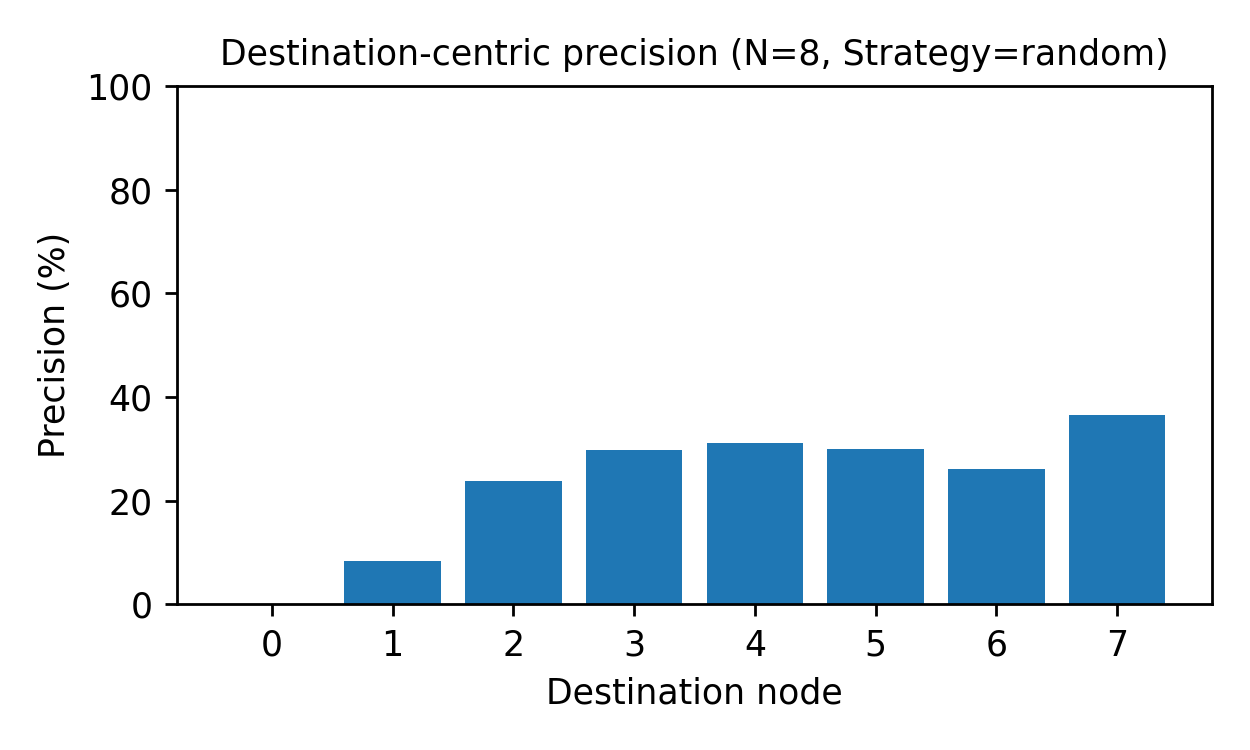 Destination-centric precision (N=8, Strategy=random)
100
80
60
40
20
0
Precision (%)
0 1 2 3 4 5 6 7
Destination node